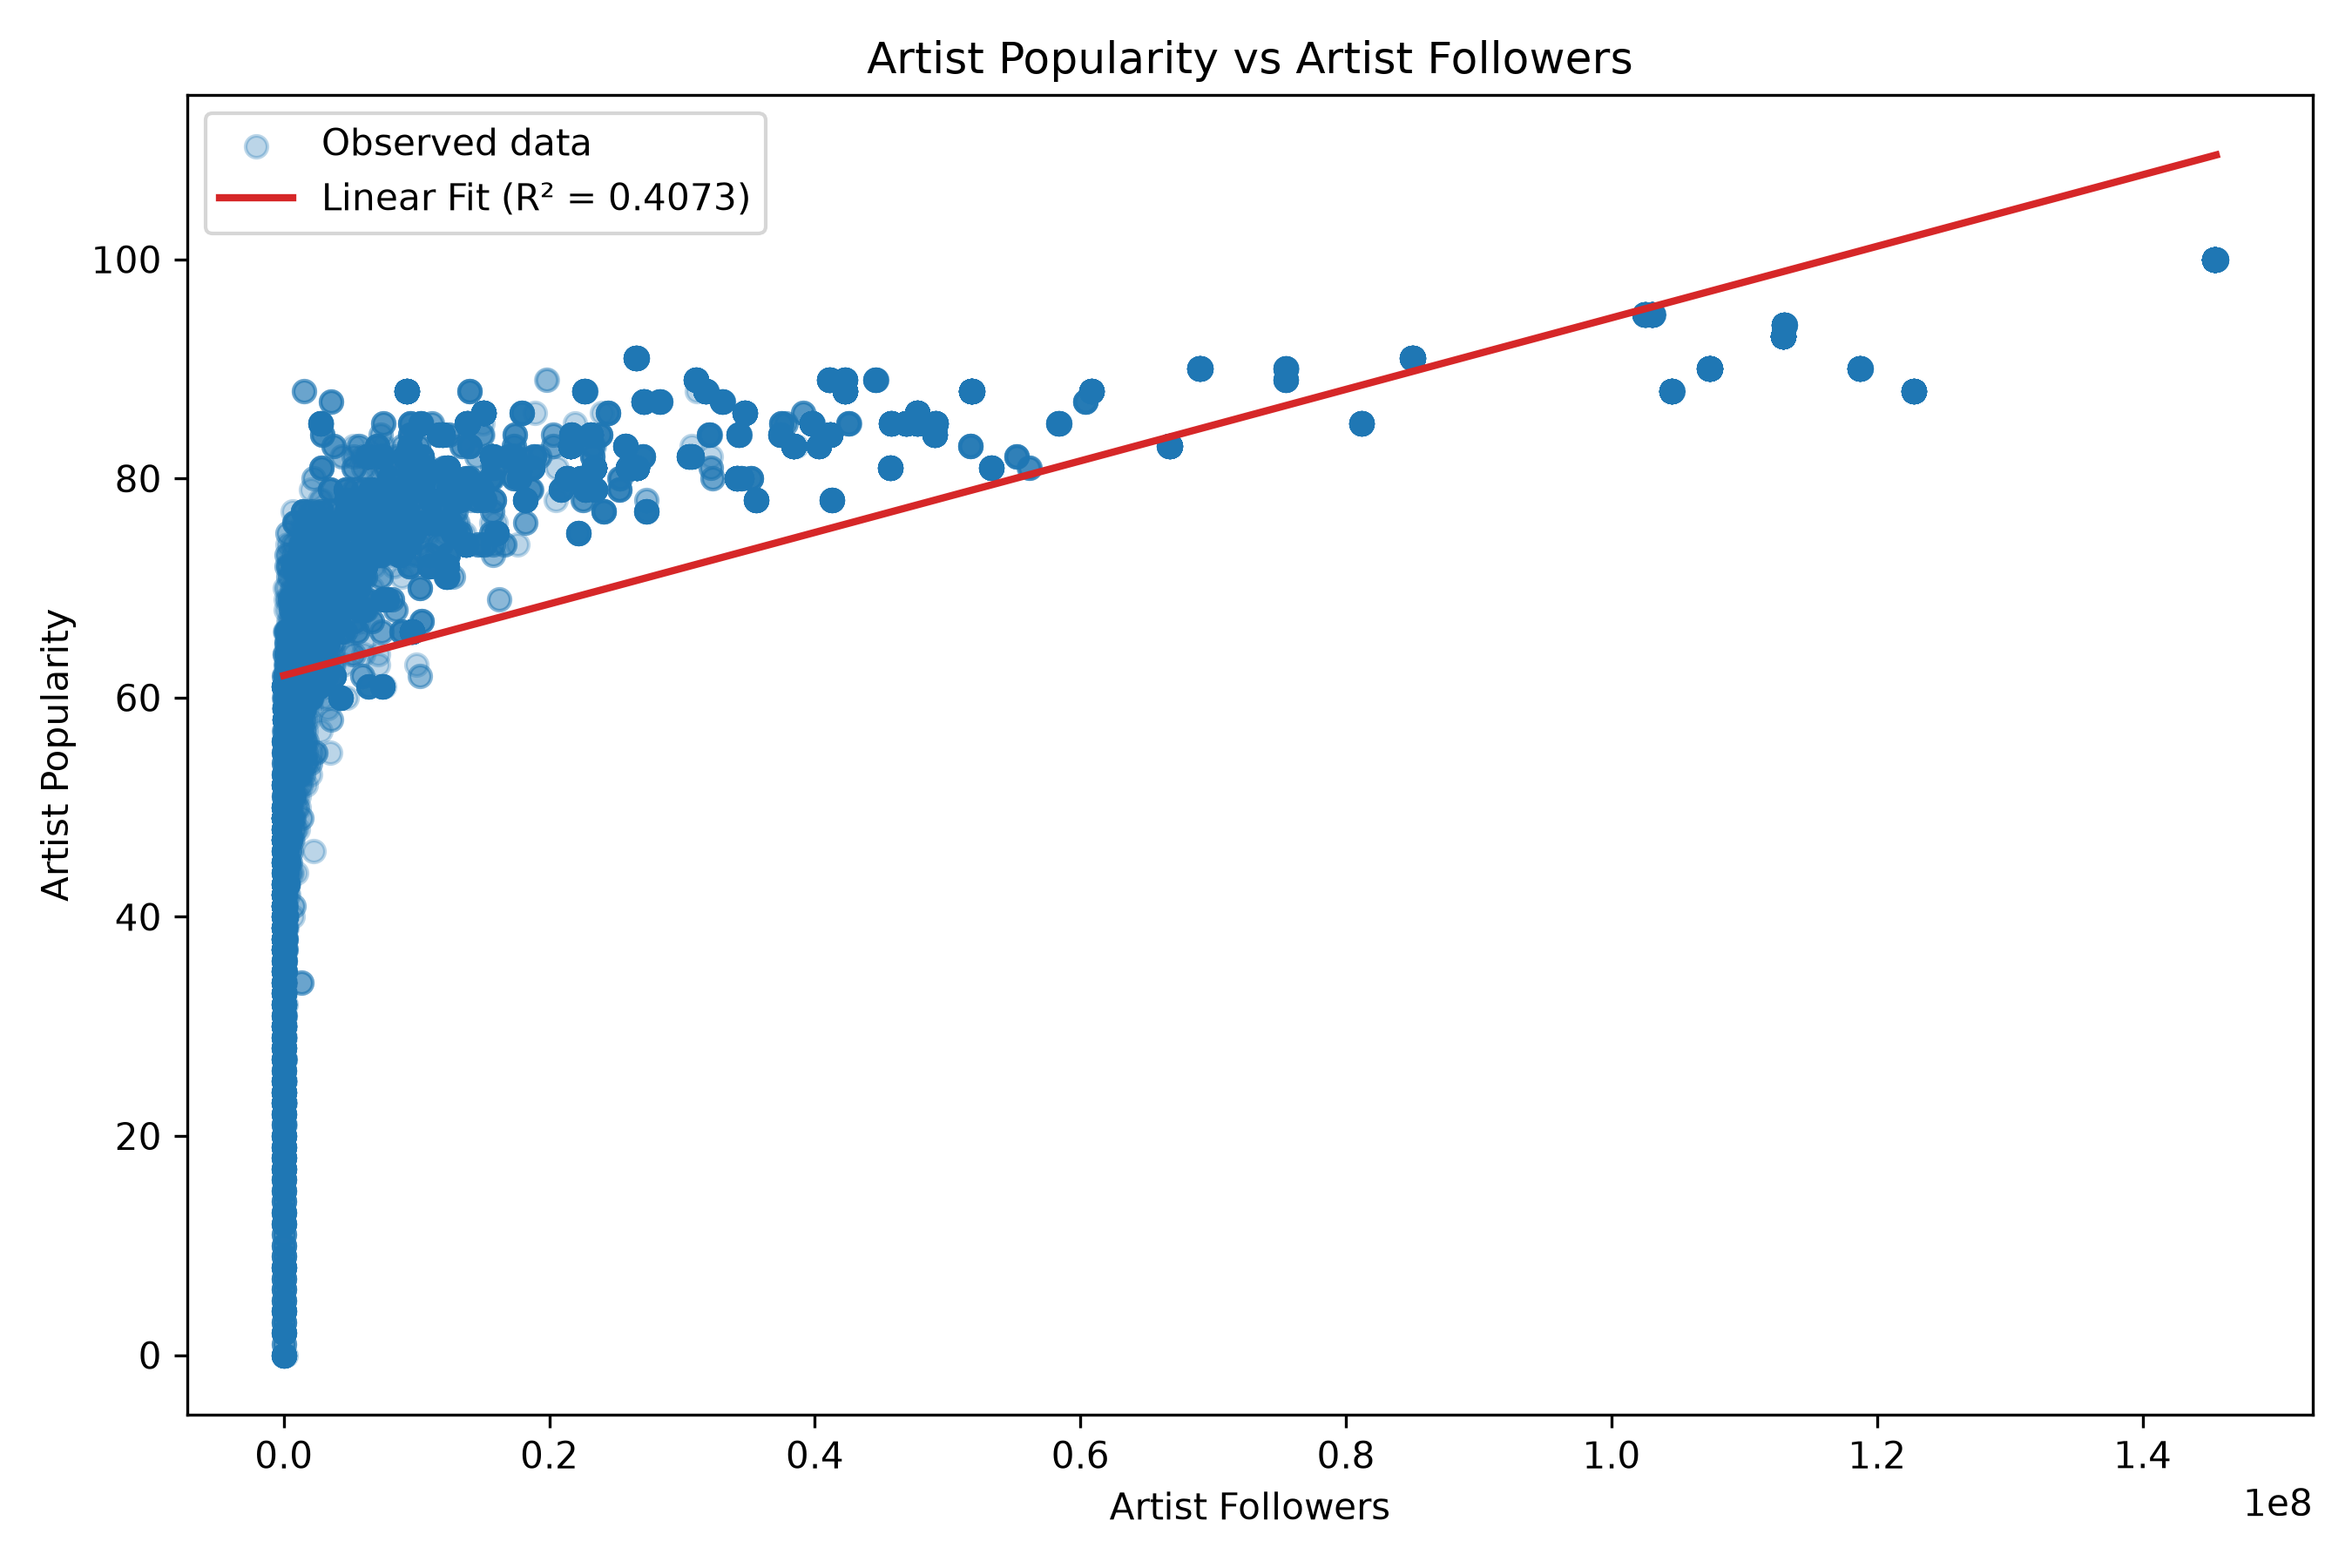 Artist Popularity vs Artist Followers
Observed data
Linear Fit (R² = 0.4073)
Artist Popularity
100
80
60
40
20
0
0.0 0.2 0.4 0.6 0.8 1.0 1.2 1.4
1e8
Artist Followers